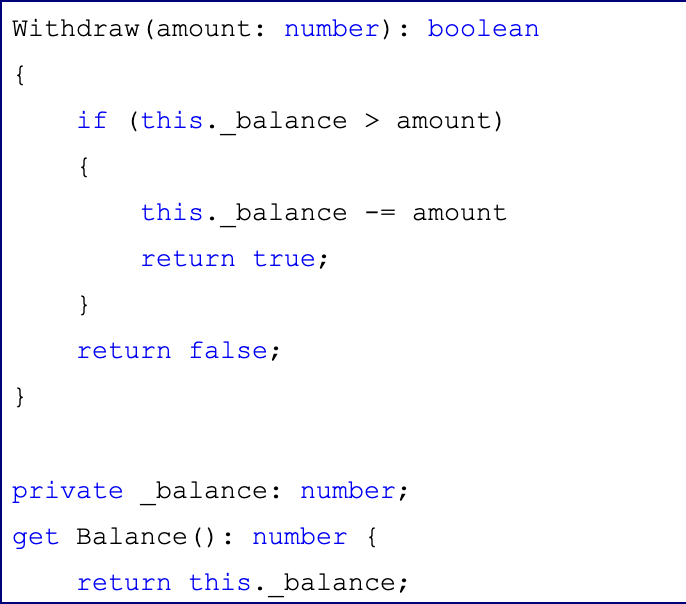 Withdraw(amount: number): boolean
{
    if (this._balance > amount)
    {
        this._balance -= amount
        return true;
    }
    return false;
}

private _balance: number;
get Balance(): number {
    return this._balance;